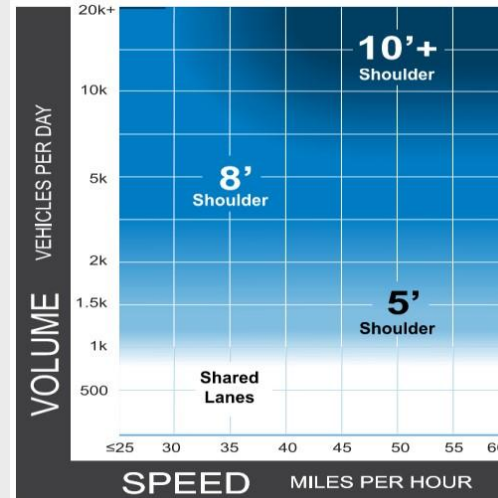 20k+
10k
5k
2k
1.5k
1k
500
VOLUME VEHICLES PER DAY
10’+
Shoulder
8’
Shoulder
5’
Shoulder
Shared
Lanes
≤25 30 35 40 45 50 55
SPEED MILES PER HOUR